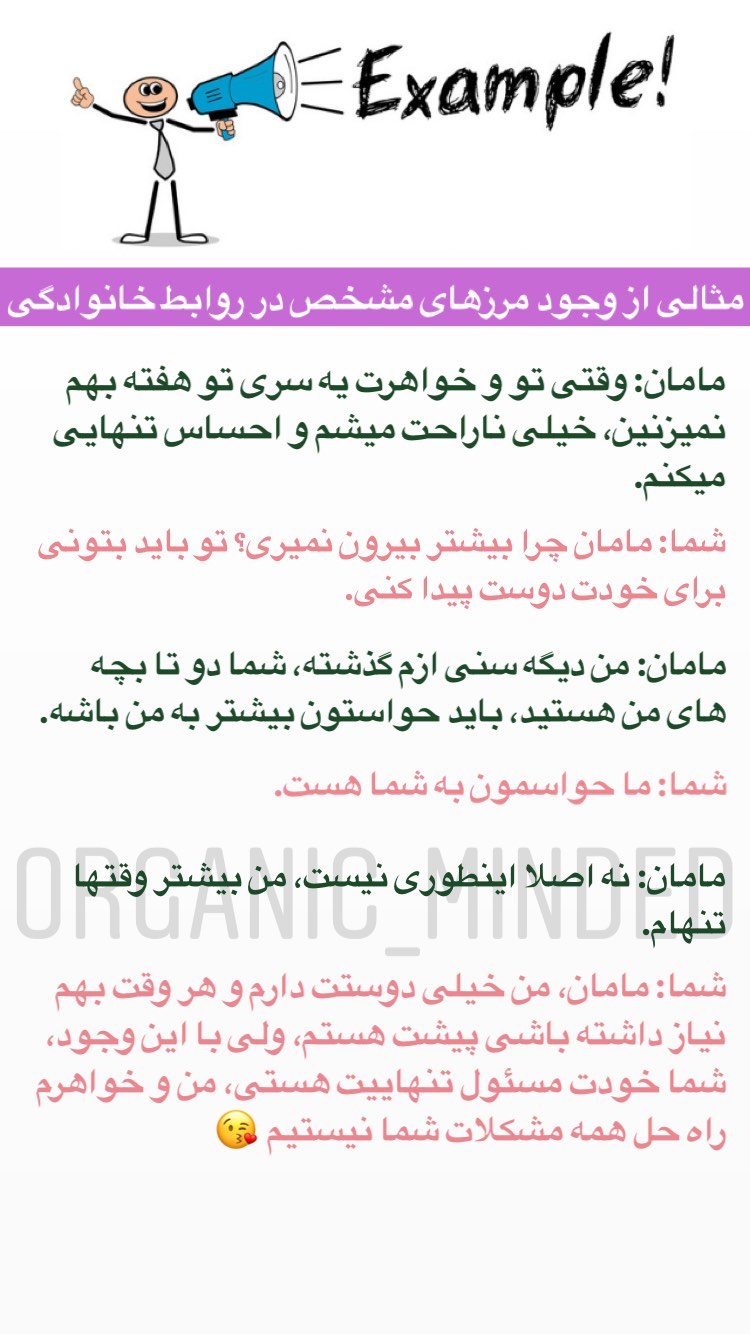 Example!
مثالی از وجود مرزهای مشخص در روابط خانوادگی
مامان: وقتی تو و خواهرت یه سری تو هفته بهم
نمیزنین، خیلی ناراحت میشم و احساس تنهایی
میکنم.
شما: مامان چرا بیشتر بیرون نمیری؟ تو باید بتونی
برای خودت دوست پیدا کنی.
مامان: من دیگه سنی ازم گذشته، شما دو تا بچه
های من هستید، باید حواستون بیشتر به من باشه.
شما: ما حواسمون به شما هست.
ORGANIC_MINDED
مامان: نه اصلا اینطوری نیست، من بیشتر وقتها
تنهام.
شما: مامان، من خیلی دوستت دارم و هر وقت بهم
نیاز داشته باشی پیشت هستم، ولی با این وجود،
شما خودت مسئول تنهاییت هستی، من و خواهرم
راه حل همه مشکلات شما نیستیم 😘